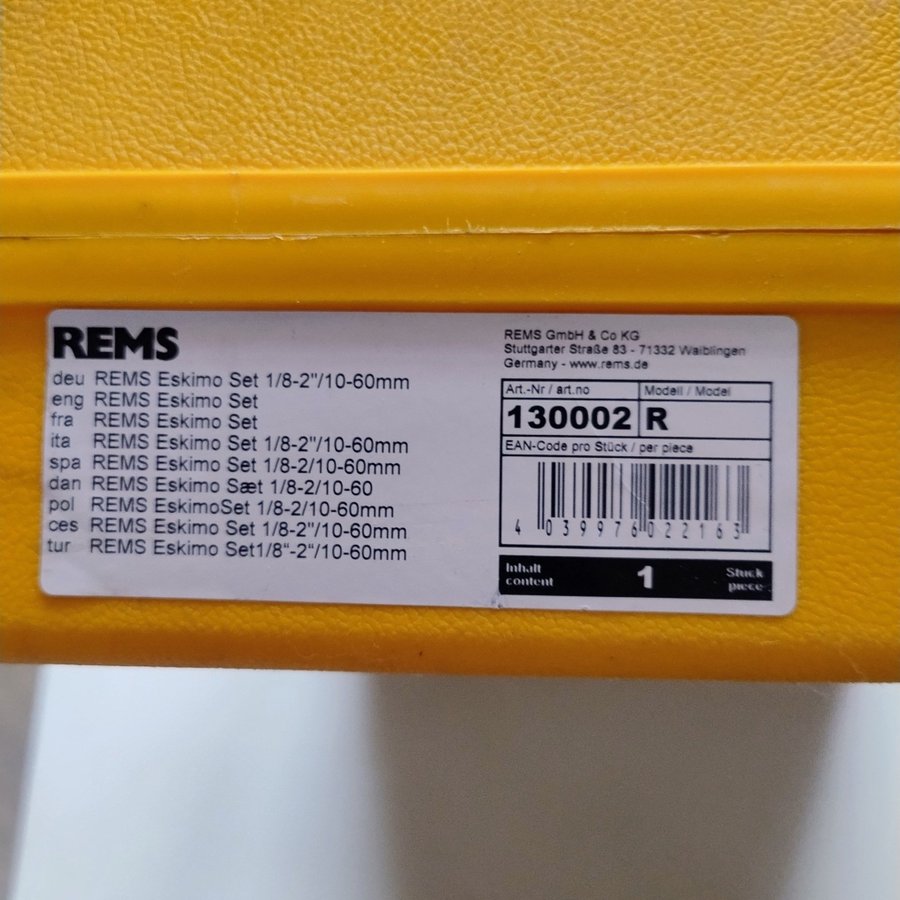 REMS
deu REMS Eskimo Set 1/8-2"/10-60mm
eng REMS Eskimo Set
fra REMS Eskimo Set
ita REMS Eskimo Set 1/8-2"/10-60mm
spa REMS Eskimo Set 1/8-2/10-60mm
dan REMS Eskimo Sæt 1/8-2/10-60
pol REMS EskimoSet 1/8-2/10-60mm
ces REMS Eskimo Set 1/8-2"/10-60mm
tur REMS Eskimo Set1/8“-2“/10-60mm
REMS GmbH & Co KG
Stuttgarter Straße 83 - 71332 Waiblingen
Germany - www.rems.de
Art.-Nr / art.no Modell / Model
130002 R
EAN-Code pro Stück / per piece
4 039976 022163
Inhalt 1 Stück
content piece